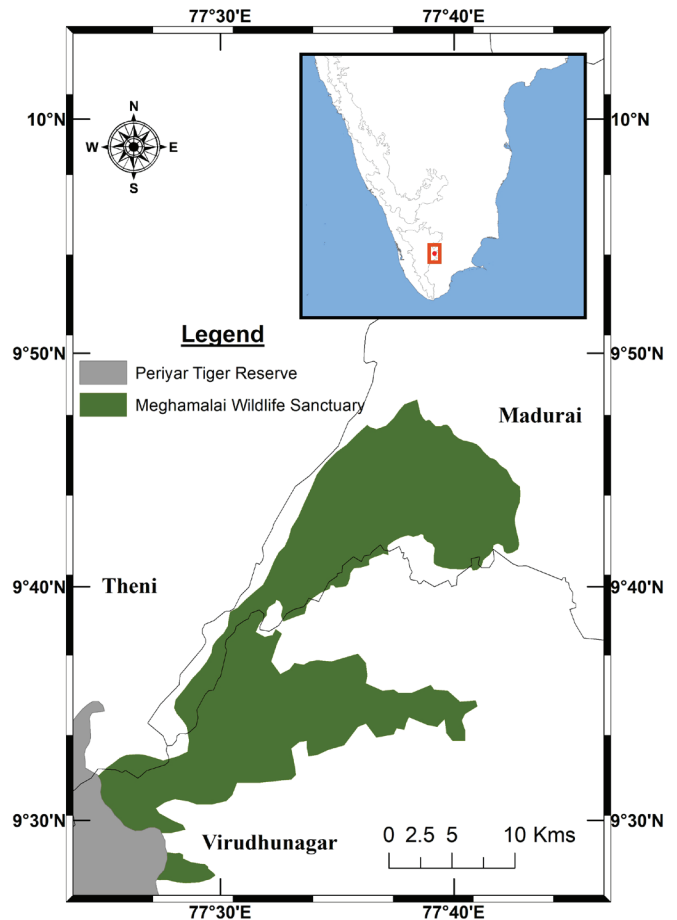 77°30'E 77°40'E
10°N 10°N
N
W E
S
Legend
9°50'N 9°50'N
Periyar Tiger Reserve
Meghamalai Wildlife Sanctuary
Madurai
Theni
9°40'N 9°40'N
9°30'N 9°30'N
Virudhunagar
0 2.5 5 10 Kms
77°30'E 77°40'E